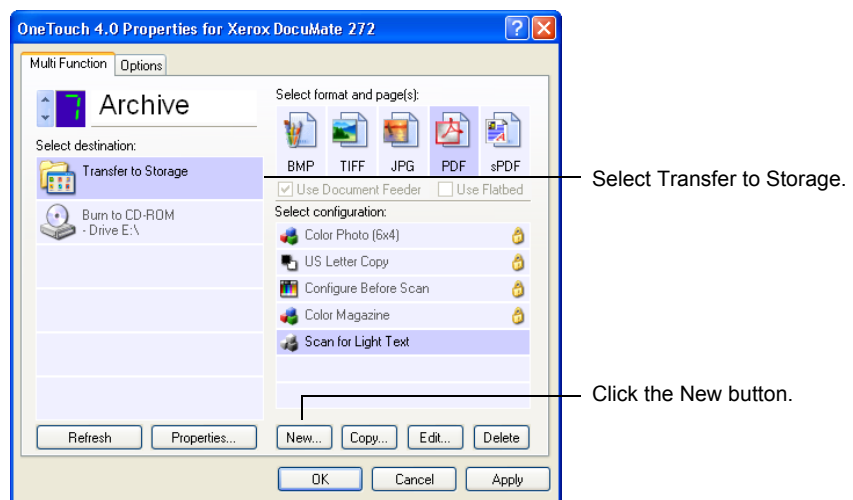 OneTouch 4.0 Properties for Xerox DocuMate 272
Multi Function
Options
7
Archive
Select destination:
Transfer to Storage
Burn to CD-ROM
- Drive E:\
Refresh
Properties...
Select format and page(s):
BMP TIFF JPG PDF sPDF
Use Document Feeder
Use Flatbed
Select configuration:
Color Photo (6x4)
US Letter Copy
Configure Before Scan
Color Magazine
Scan for Light Text
New...
Copy...
Edit...
Delete
OK
Cancel
Apply
Select Transfer to Storage.
Click the New button.